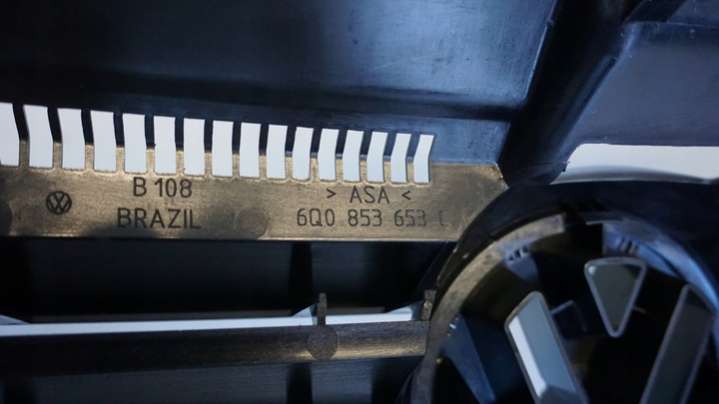 B 108
BRAZIL
> ASA <
6Q0 853 653 C